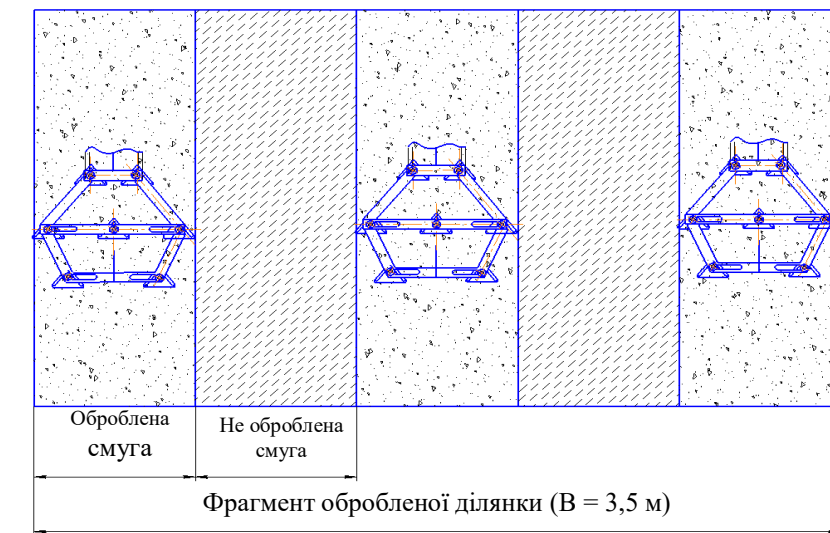 Оброблена
смуга
Не оброблена
смуга
Фрагмент обробленої ділянки (В = 3,5 м)